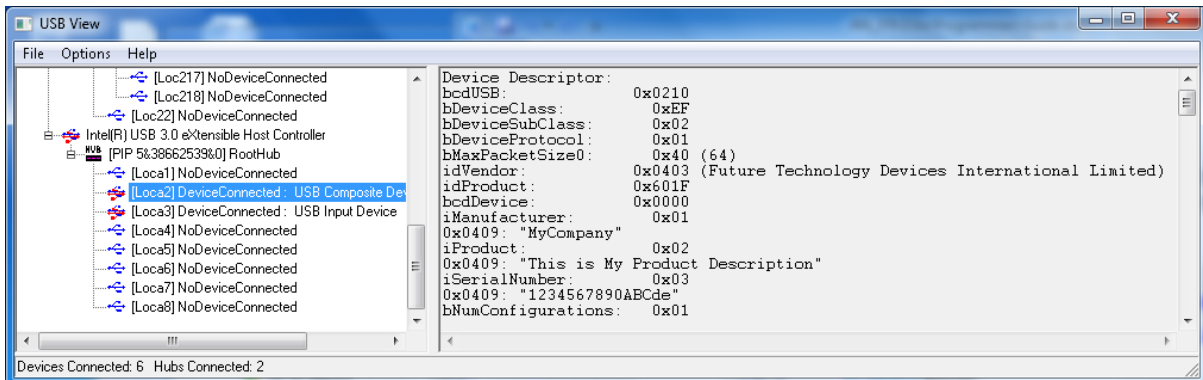 USB View
File Options Help
[Loc217] NoDeviceConnected
[Loc218] NoDeviceConnected
[Loc22] NoDeviceConnected
Intel(R) USB 3.0 eXtensible Host Controller
HUB [PIP 5&38662539&0] RootHub
[Loca1] NoDeviceConnected
[Loca2] DeviceConnected : USB Composite Dev
[Loca3] DeviceConnected : USB Input Device
[Loca4] NoDeviceConnected
[Loca5] NoDeviceConnected
[Loca6] NoDeviceConnected
[Loca7] NoDeviceConnected
[Loca8] NoDeviceConnected
Device Descriptor:
bcdUSB: 0x0210
bDeviceClass: 0xEF
bDeviceSubClass: 0x02
bDeviceProtocol: 0x01
bMaxPacketSize0: 0x40 (64)
idVendor: 0x0403 (Future Technology Devices International Limited)
idProduct: 0x601F
bcdDevice: 0x0000
iManufacturer: 0x01
0x0409: "MyCompany"
iProduct: 0x02
0x0409: "This is My Product Description"
iSerialNumber: 0x03
0x0409: "1234567890ABCde"
bNumConfigurations: 0x01
Devices Connected: 6 Hubs Connected: 2